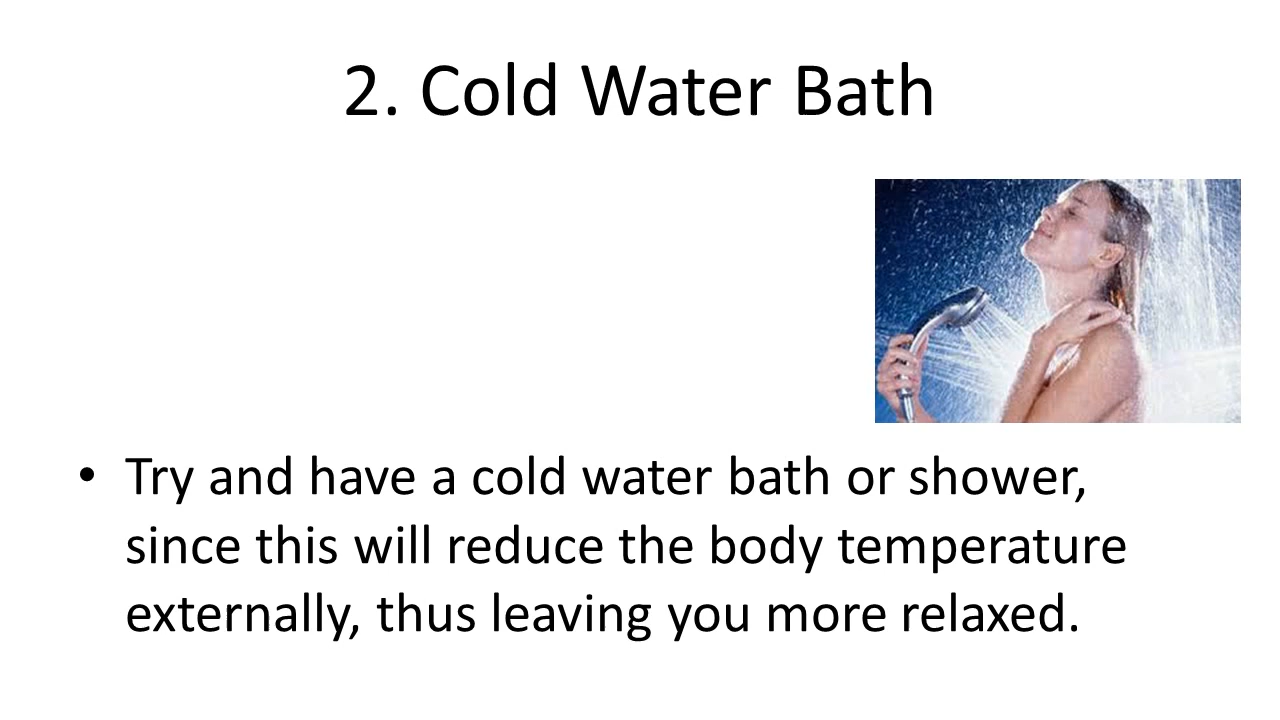 2. Cold Water Bath
• Try and have a cold water bath or shower,
since this will reduce the body temperature
externally, thus leaving you more relaxed.